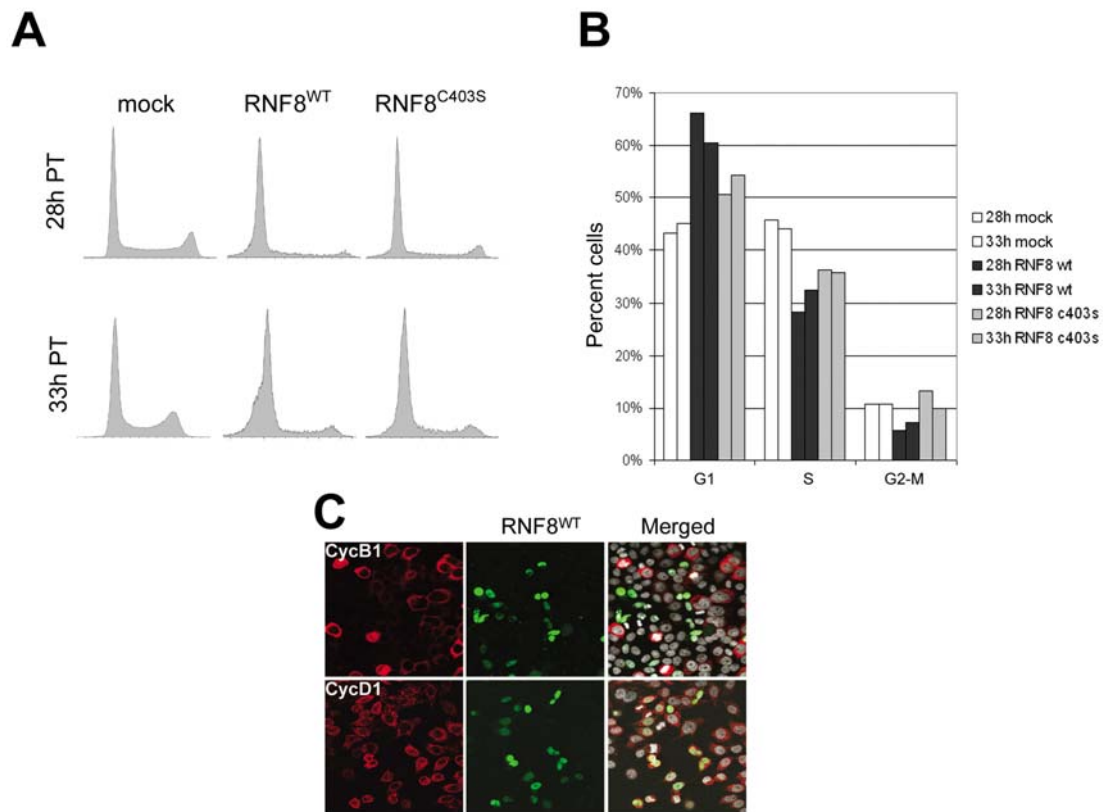 A
mock RNF8WT RNF8C403S
28h PT
33h PT
B
70%
60%
50%
40%
30%
20%
10%
0%
Percent cells
G1 S G2-M
28h mock
33h mock
28h RNF8 wt
33h RNF8 wt
28h RNF8 c403s
33h RNF8 c403s
C
RNF8WT Merged
CycB1
CycD1